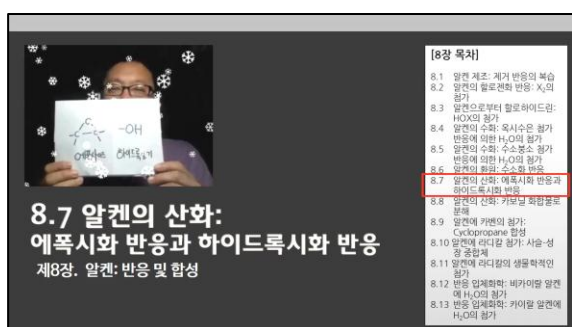 C
C C -OH
에폭사이드 하이드록실기
8.7 알켄의 산화:
에폭시화 반응과 하이드록시화 반응
제8장. 알켄: 반응 및 합성
[8장 목차]
8.1 알켄 제조: 제거 반응의 복습
8.2 알켄의 할로젠화 반응: X₂의
첨가
8.3 알켄으로부터 할로하이드린:
HOX의 첨가
8.4 알켄의 수화: 옥시수은 첨가
반응에 의한 H₂O의 첨가
8.5 알켄의 수화: 수소붕소 첨가
반응에 의한 H₂O의 첨가
8.6 알켄의 환원: 수소화 반응
8.7 알켄의 산화: 에폭시화 반응과
하이드록시화 반응
8.8 알켄의 산화: 카보닐 화합물로
분해
8.9 알켄에 카벤의 첨가:
Cyclopropane 합성
8.10 알켄에 라디칼 첨가: 사슬-성
장 중합체
8.11 알켄에 라디칼의 생물학적인
첨가
8.12 반응 입체화학: 비카이랄 알켄
에 H₂O의 첨가
8.13 반응 입체화학: 카이랄 알켄에
H₂O의 첨가